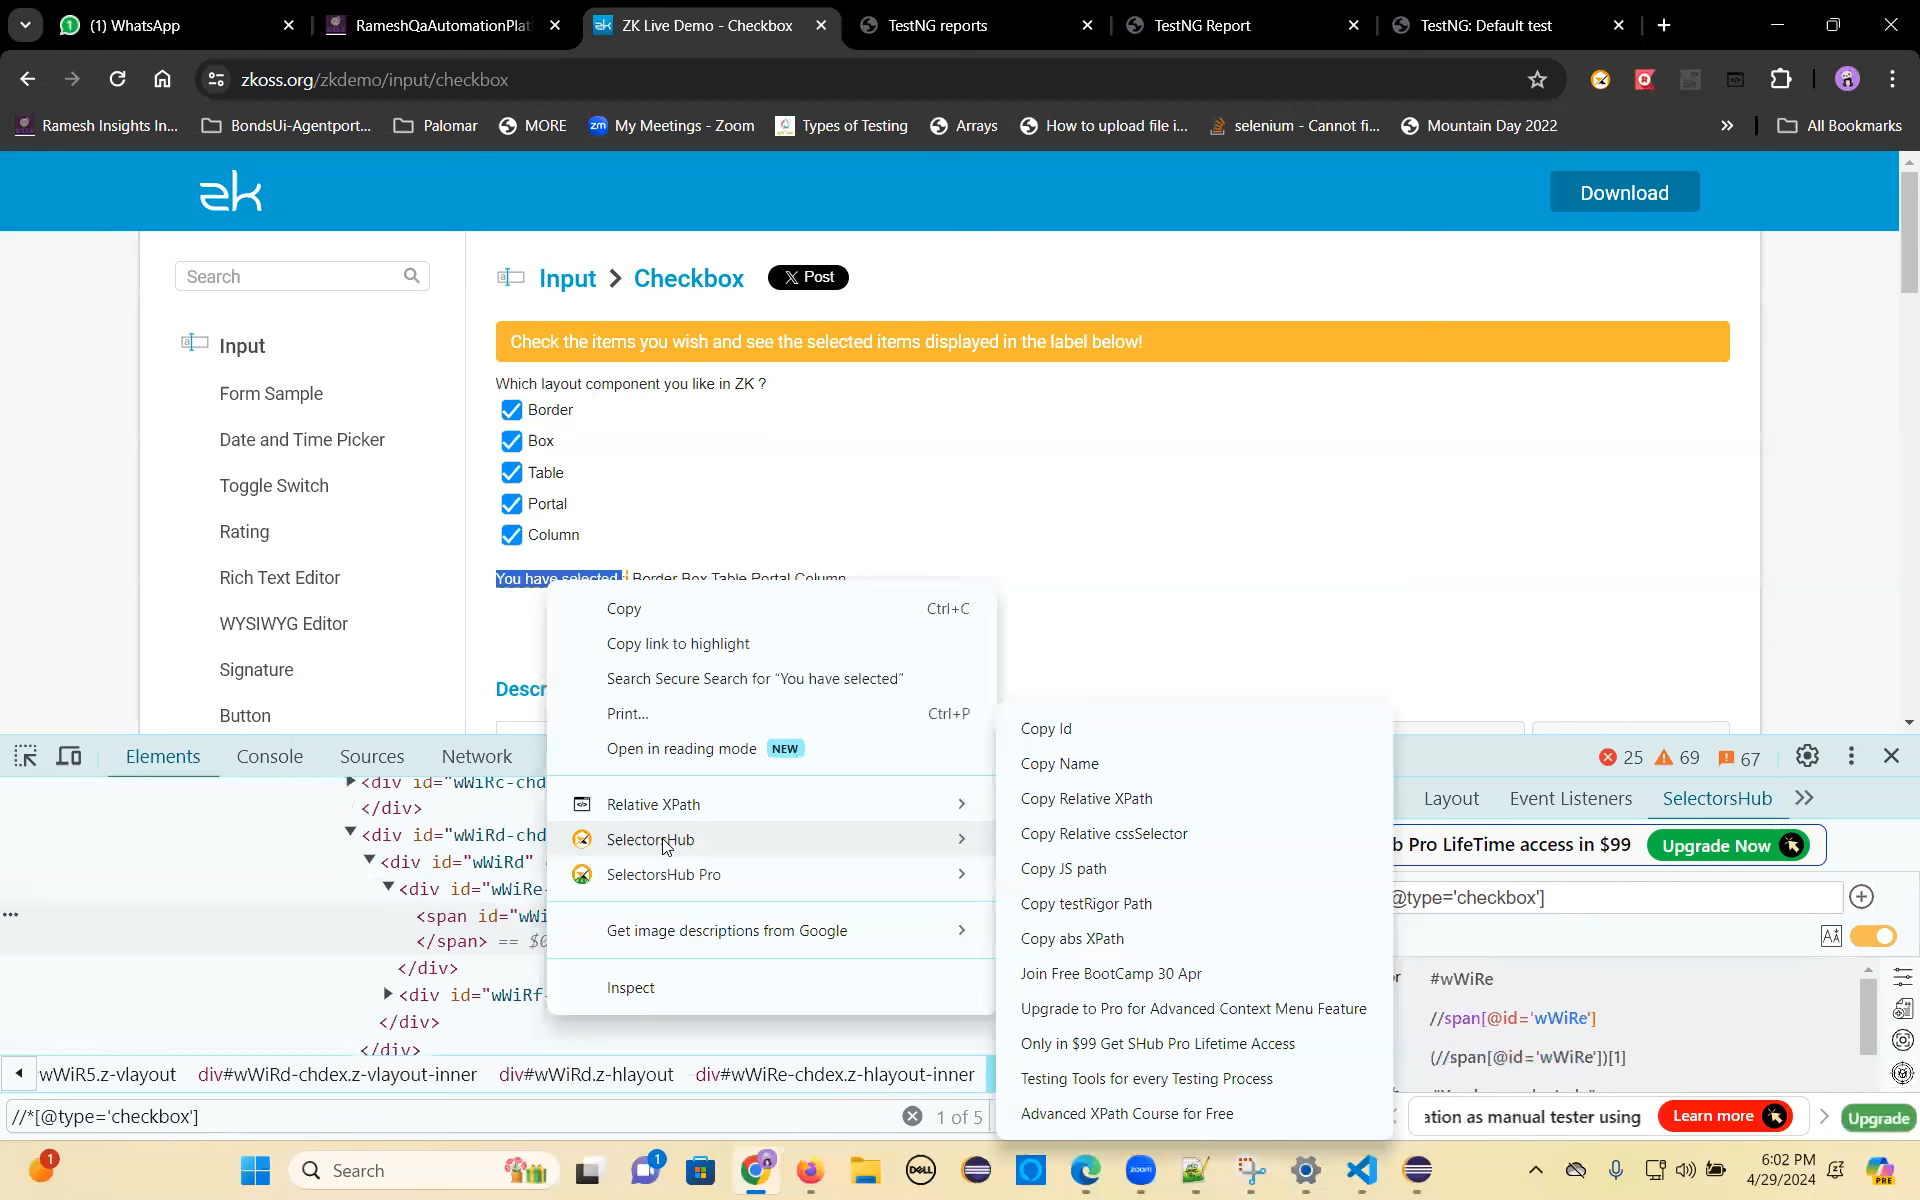 (1) WhatsApp
RameshQaAutomationPlat
ZK Live Demo - Checkbox
TestNG reports
TestNG Report
TestNG: Default test
zkoss.org/zkdemo/input/checkbox
Ramesh Insights In...
BondsUi-Agentport...
Palomar
MORE
zm My Meetings - Zoom
Types of Testing
Arrays
How to upload file i...
selenium - Cannot fi...
Mountain Day 2022
All Bookmarks
zk
Download
Search
Input > Checkbox
X Post
Input
Form Sample
Date and Time Picker
Toggle Switch
Rating
Rich Text Editor
WYSIWYG Editor
Signature
Button
Check the items you wish and see the selected items displayed in the label below!
Which layout component you like in ZK ?
Border
Box
Table
Portal
Column
You have selected : Border Box Table Portal Column
Descr
Copy Ctrl+C
Copy link to highlight
Search Secure Search for “You have selected”
Print... Ctrl+P
Open in reading mode NEW
Relative XPath
SelectorsHub
SelectorsHub Pro
Get image descriptions from Google
Inspect
Copy Id
Copy Name
Copy Relative XPath
Copy Relative cssSelector
Copy JS path
Copy testRigor Path
Copy abs XPath
Join Free BootCamp 30 Apr
Upgrade to Pro for Advanced Context Menu Feature
Only in $99 Get SHub Pro Lifetime Access
Testing Tools for every Testing Process
Advanced XPath Course for Free
Elements Console Sources Network
25 69 67
<div id="wWiRc-chd
</div>
<div id="wWiRd-chd
<div id="wWiRd"
<div id="wWiRe-
<span id="wWi
</span> == $0
</div>
<div id="wWiRf-
</div>
</div>
Layout Event Listeners SelectorsHub
b Pro LifeTime access in $99 Upgrade Now
@type='checkbox']
#wWiRe
//span[@id='wWiRe']
(//span[@id='wWiRe'])[1]
wWiR5.z-vlayout div#wWiRd-chdex.z-vlayout-inner div#wWiRd.z-hlayout div#wWiRe-chdex.z-hlayout-inner
//*[@type='checkbox'] 1 of 5
ation as manual tester using Learn more Upgrade
1
Search
1
DELL
zoom
6:02 PM
4/29/2024
PRE